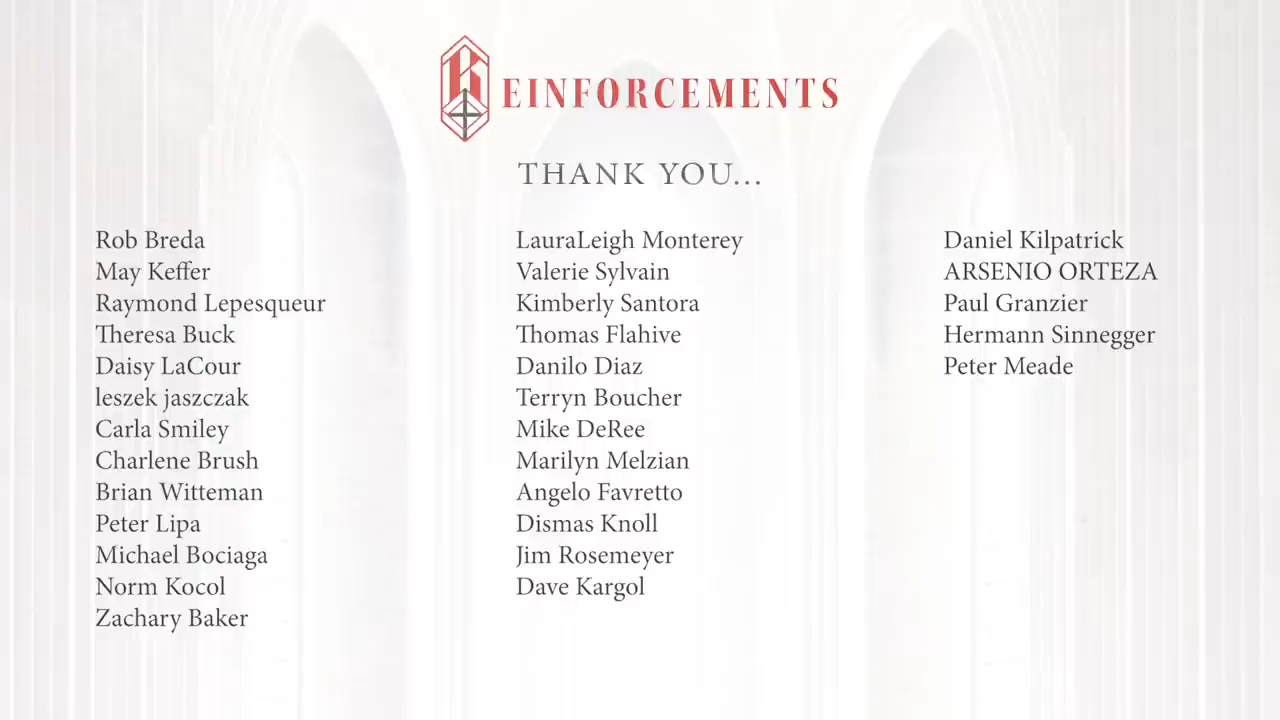 REINFORCEMENTS
THANK YOU...
Rob Breda
May Keffer
Raymond Lepesqueur
Theresa Buck
Daisy LaCour
leszek jaszczak
Carla Smiley
Charlene Brush
Brian Witteman
Peter Lipa
Michael Bociaga
Norm Kocol
Zachary Baker
LauraLeigh Monterey
Valerie Sylvain
Kimberly Santora
Thomas Flahive
Danilo Diaz
Terryn Boucher
Mike DeRee
Marilyn Melzian
Angelo Favretto
Dismas Knoll
Jim Rosemeyer
Dave Kargol
Daniel Kilpatrick
ARSENIO ORTEZA
Paul Granzier
Hermann Sinnegger
Peter Meade